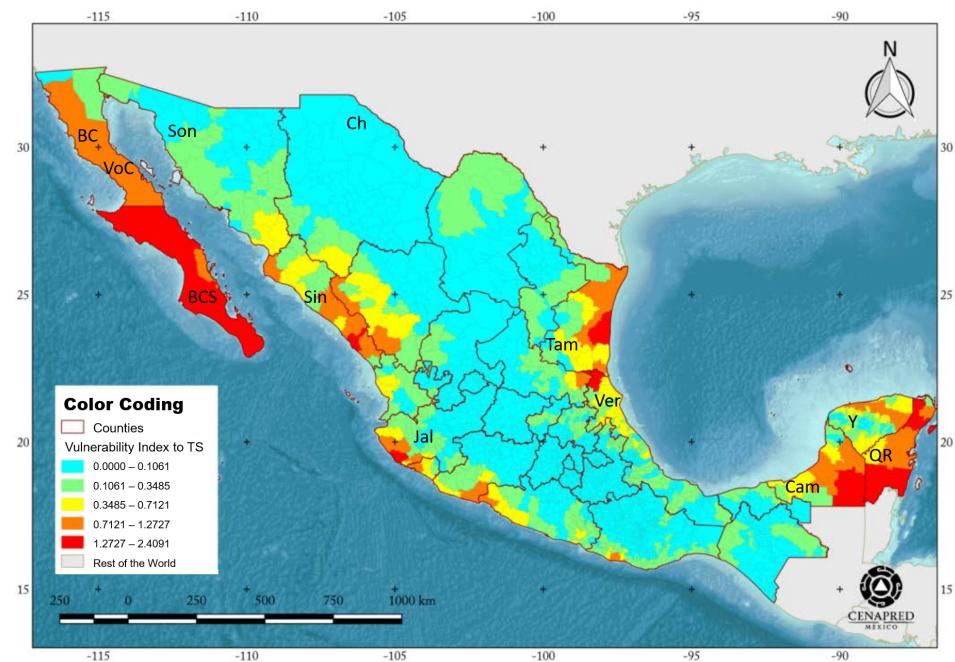 -115 -110 -105 -100 -95 -90
N
BC
Son
Ch
30 30
VoC
25 25
BCS
Sin
Tam
Ver
Color Coding
Counties
Vulnerability Index to TS
0.0000 – 0.1061
0.1061 – 0.3485
0.3485 – 0.7121
0.7121 – 1.2727
1.2727 – 2.4091
Rest of the World
Jal
20 20
Y
QR
Cam
15 15
250 0 250 500 750 1000 km
CENAPRED
MÉXICO
-115 -110 -105 -100 -95 -90